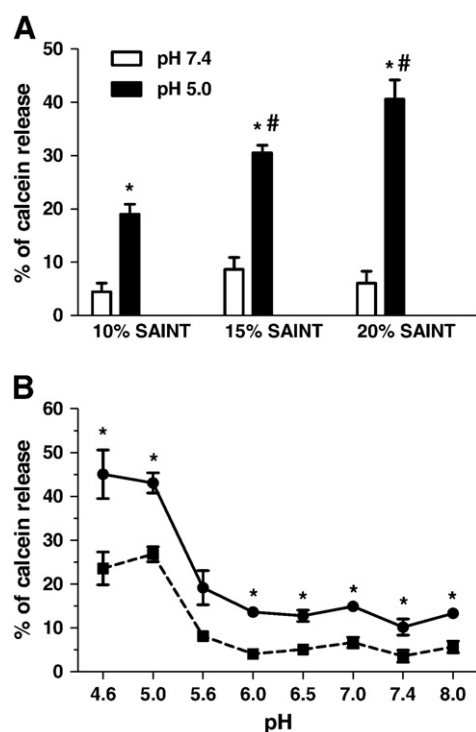 A
% of calcein release
50
40
30
20
10
0
pH 7.4
pH 5.0
*
* #
* #
10% SAINT 15% SAINT 20% SAINT
B
% of calcein release
60
50
40
30
20
10
0
* * * * * * *
4.6 5.0 5.6 6.0 6.5 7.0 7.4 8.0
pH